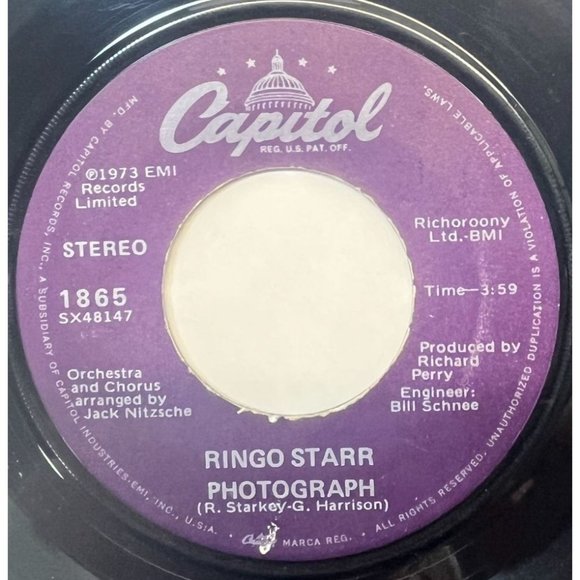 Capitol
REG. U.S. PAT. OFF.
℗1973 EMI
Records
Limited
STEREO
1865
SX48147
Orchestra
and Chorus
arranged by
Jack Nitzsche
Richoroony
Ltd.-BMI
Time—3:59
Produced by
Richard
Perry
Engineer:
Bill Schnee
RINGO STARR
PHOTOGRAPH
(R. Starkey-G. Harrison)
MFD. BY CAPITOL RECORDS, INC., A SUBSIDIARY OF CAPITOL INDUSTRIES-EMI, INC., U.S.A. Capitol MARCA REG. ALL RIGHTS RESERVED. UNAUTHORIZED DUPLICATION IS A VIOLATION OF APPLICABLE LAWS.